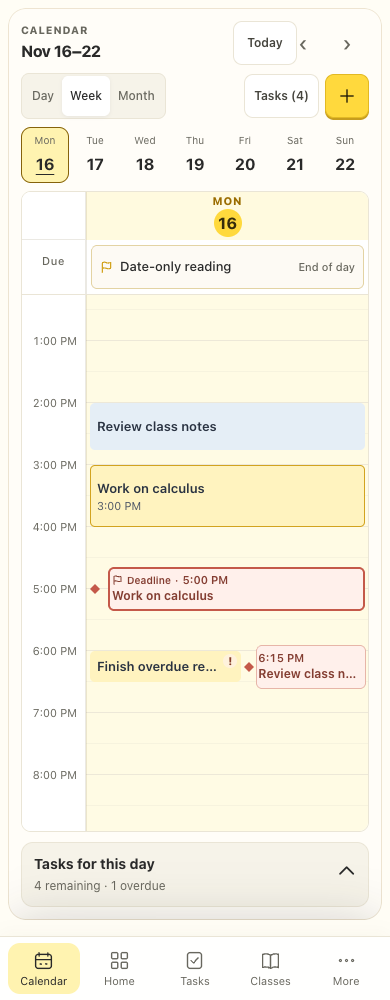 CALENDAR
Nov 16–22
Today
Day Week Month
Tasks (4)
Mon Tue Wed Thu Fri Sat Sun
16 17 18 19 20 21 22
MON
16
Due
Date-only reading End of day
1:00 PM
2:00 PM
Review class notes
3:00 PM
Work on calculus
3:00 PM
4:00 PM
Deadline · 5:00 PM
5:00 PM
Work on calculus
6:00 PM
6:15 PM
Finish overdue re... !
Review class n...
7:00 PM
8:00 PM
Tasks for this day
4 remaining · 1 overdue
Calendar Home Tasks Classes More